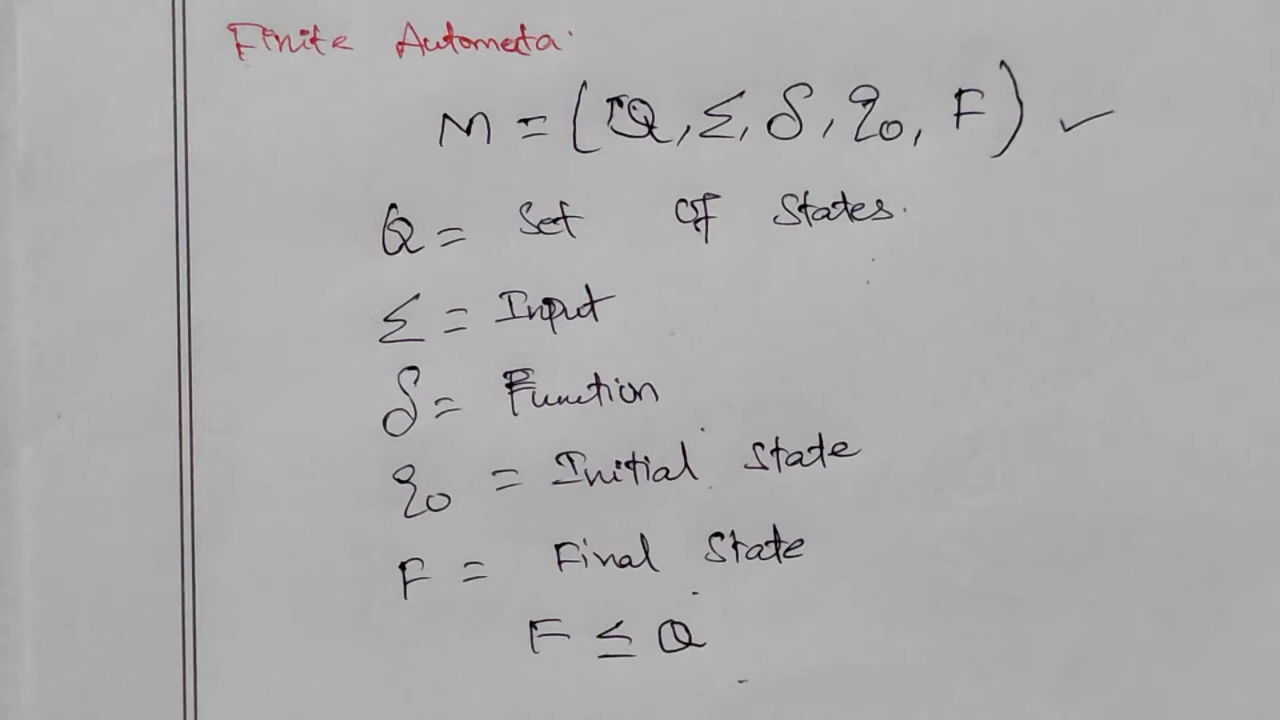 Finite Automata.
M = (Q, Σ, δ, q₀, F) ✓
Q = Set of States.
Σ = Input
δ = Function
q₀ = Initial State
F = Final State
F ≤ Q